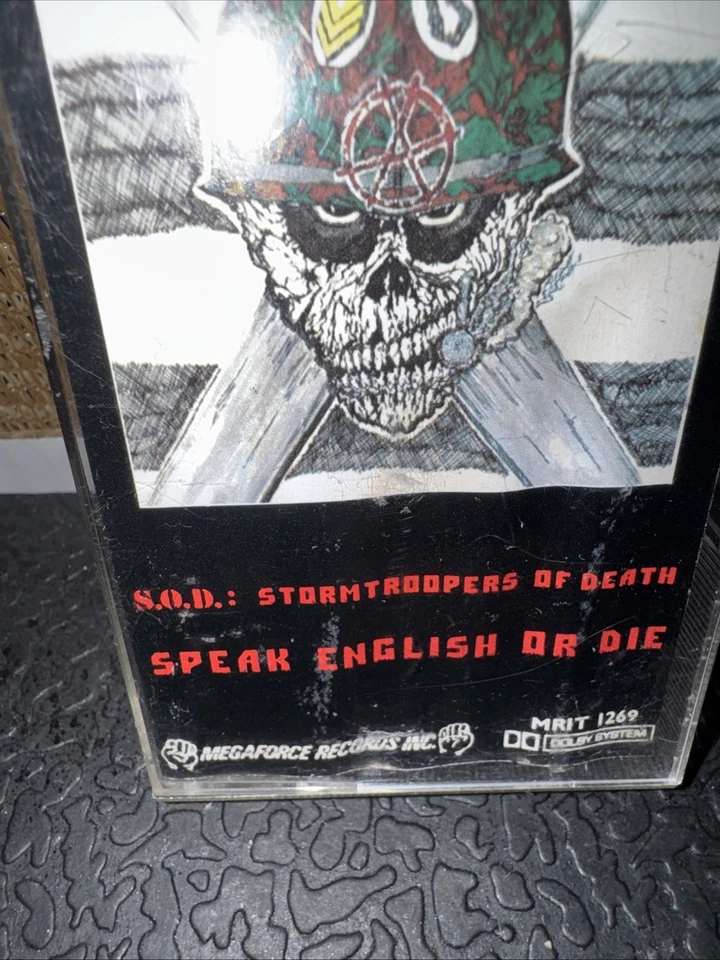 S.O.D.: STORMTROOPERS OF DEATH
SPEAK ENGLISH OR DIE
MEGAFORCE RECORDS INC.
MRIT 1269
DOLBY SYSTEM